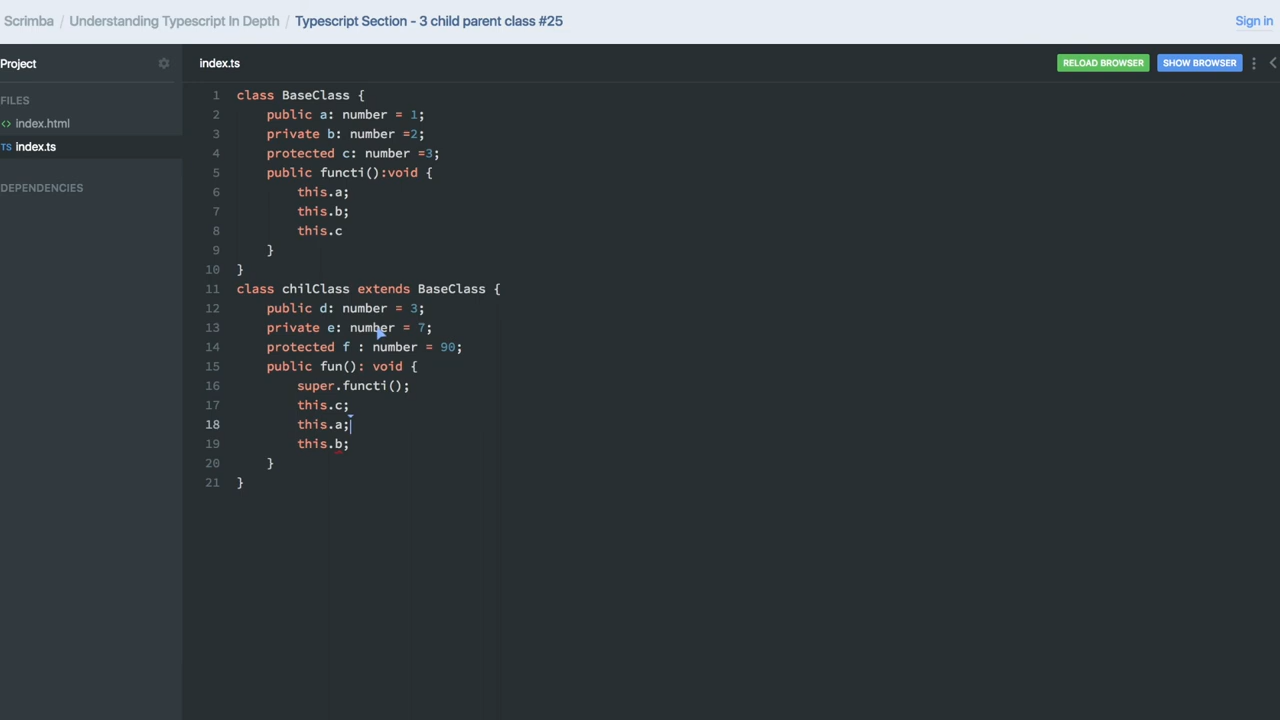 Scrimba / Understanding Typescript In Depth / Typescript Section - 3 child parent class #25
Sign in
Project
index.ts
RELOAD BROWSER
SHOW BROWSER
FILES
<> index.html
TS index.ts
DEPENDENCIES
1 class BaseClass {
2     public a: number = 1;
3     private b: number =2;
4     protected c: number =3;
5     public functi():void {
6         this.a;
7         this.b;
8         this.c
9     }
10 }
11 class chilClass extends BaseClass {
12     public d: number = 3;
13     private e: number = 7;
14     protected f : number = 90;
15     public fun(): void {
16         super.functi();
17         this.c;
18         this.a;
19         this.b;
20     }
21 }